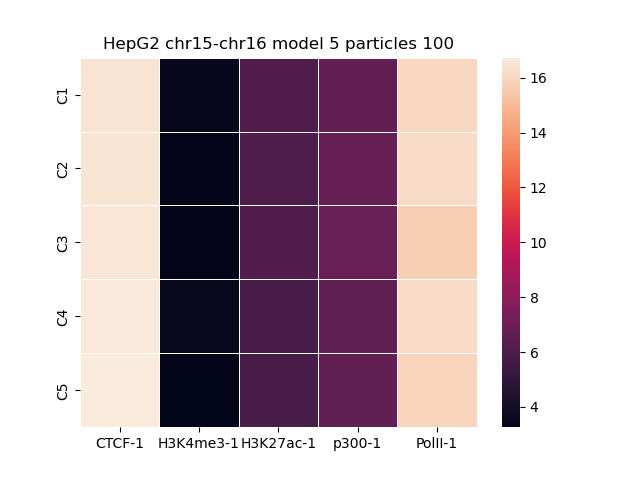 HepG2 chr15-chr16 model 5 particles 100
C1
C2
C3
C4
C5
CTCF-1 H3K4me3-1 H3K27ac-1 p300-1 PolII-1
16
14
12
10
8
6
4